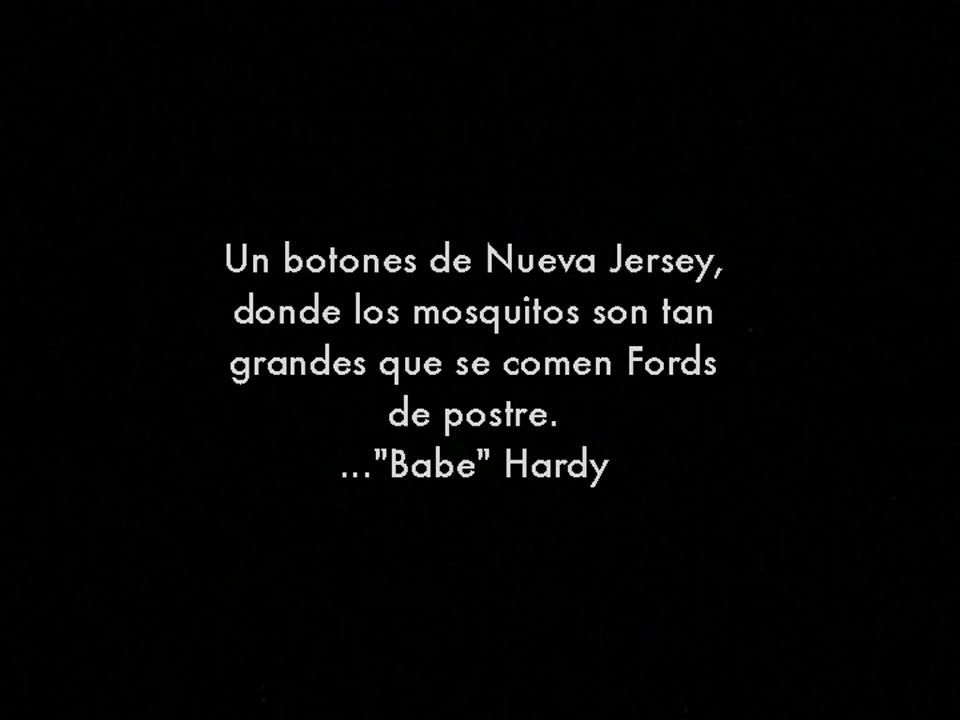 Un botones de Nueva Jersey,
donde los mosquitos son tan
grandes que se comen Fords
de postre.
..."Babe" Hardy